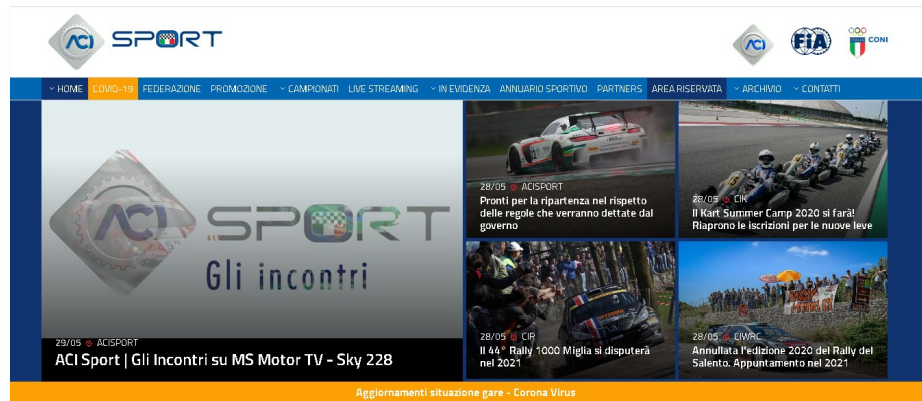 ACI SPORT
ACI FiA ITALIA CONI
HOME COVID-19 FEDERAZIONE PROMOZIONE CAMPIONATI LIVE STREAMING IN EVIDENZA ANNUARIO SPORTIVO PARTNERS AREA RISERVATA ARCHIVIO CONTATTI
ACI SPORT
Gli incontri
29/05 ACISPORT
ACI Sport | Gli Incontri su MS Motor TV - Sky 228
28/05 ACISPORT
Pronti per la ripartenza nel rispetto
delle regole che verranno dettate dal
governo
28/05 CIK
Il Kart Summer Camp 2020 si farà!
Riaprono le iscrizioni per le nuove leve
28/05 CIR
Il 44° Rally 1000 Miglia si disputerà
nel 2021
28/05 CIWRC
Annullata l'edizione 2020 del Rally del
Salento. Appuntamento nel 2021
Aggiornamenti situazione gare - Corona Virus